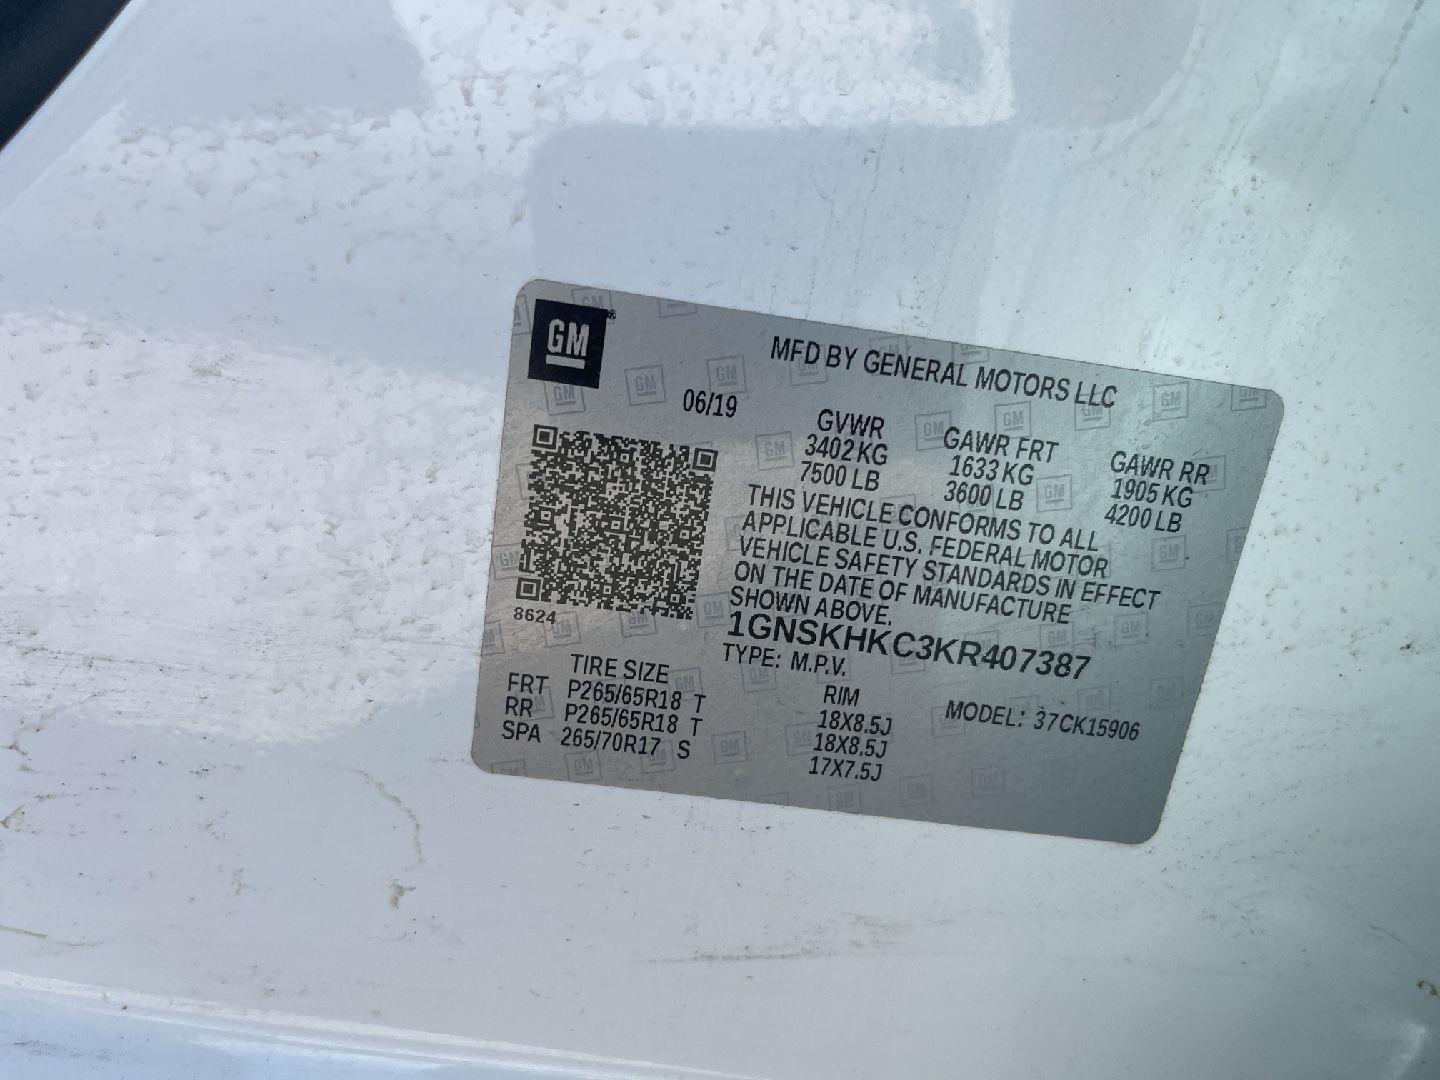 GM®
MFD BY GENERAL MOTORS LLC
06/19
GVWR GAWR FRT GAWR RR
3402 KG 1633 KG 1905 KG
7500 LB 3600 LB 4200 LB
THIS VEHICLE CONFORMS TO ALL
APPLICABLE U.S. FEDERAL MOTOR
VEHICLE SAFETY STANDARDS IN EFFECT
ON THE DATE OF MANUFACTURE
SHOWN ABOVE.
8624
1GNSKHKC3KR407387
TYPE: M.P.V.
TIRE SIZE RIM MODEL: 37CK15906
FRT P265/65R18 T 18X8.5J
RR P265/65R18 T 18X8.5J
SPA 265/70R17 S 17X7.5J